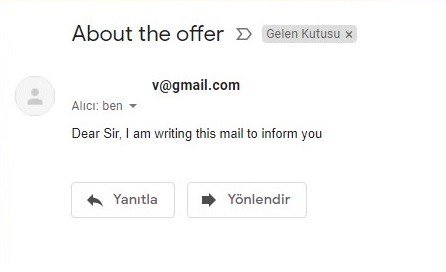 About the offer
Gelen Kutusu x
v@gmail.com
Alıcı: ben
Dear Sir, I am writing this mail to inform you
Yanıtla
Yönlendir